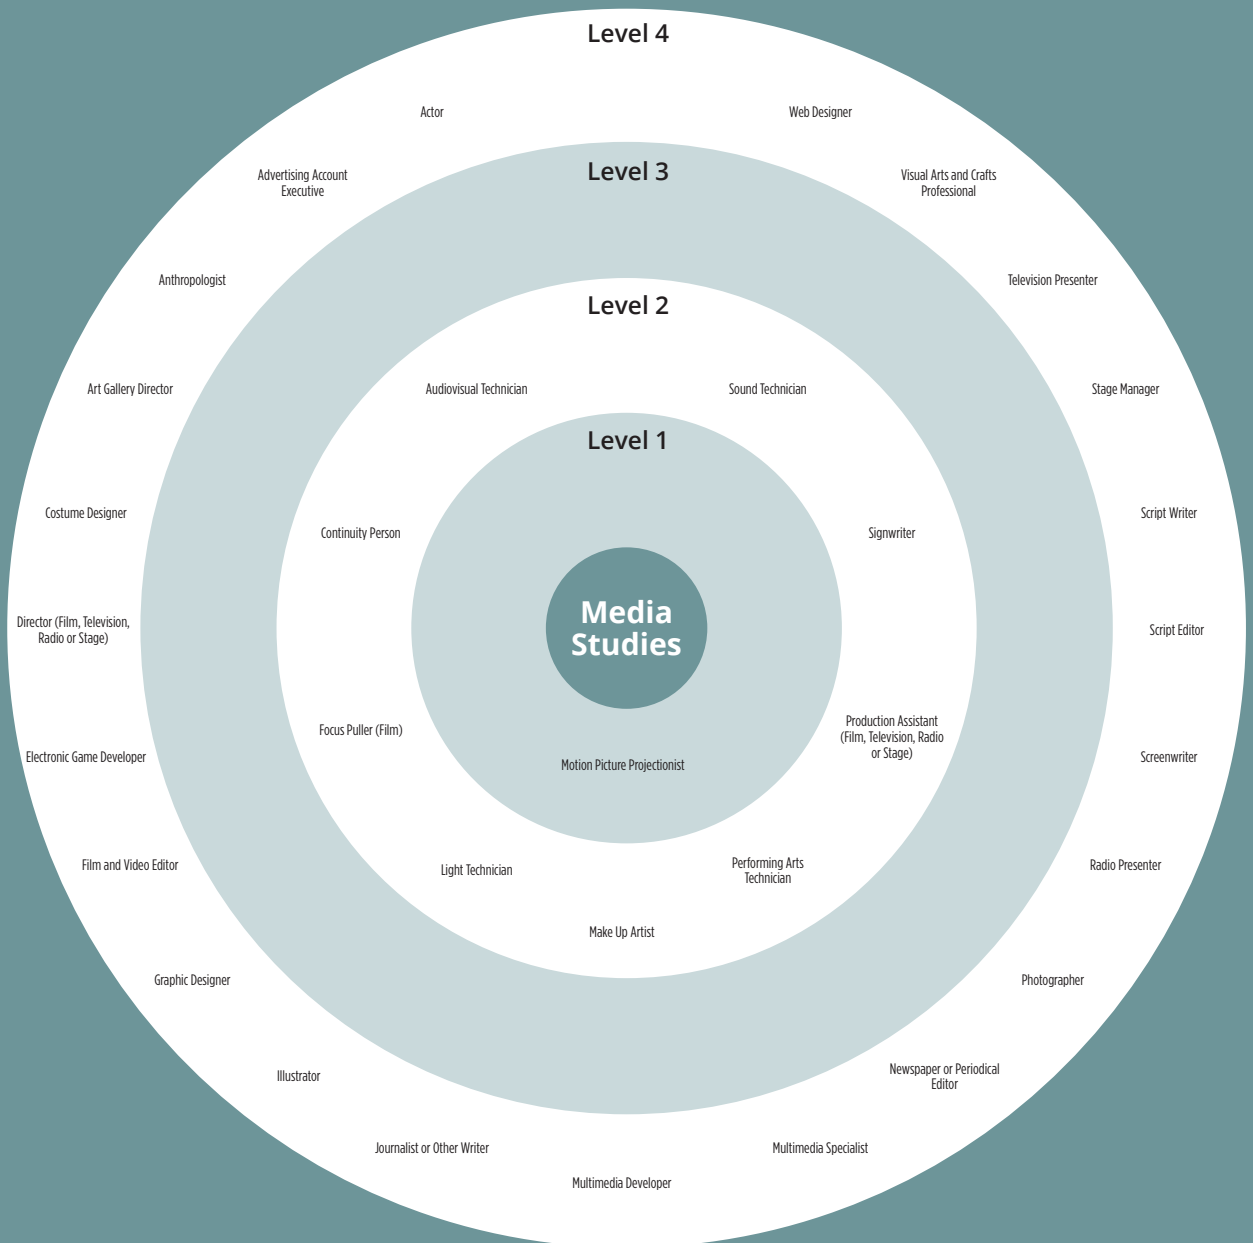 Level 4
Actor
Web Designer
Level 3
Advertising Account
Executive
Visual Arts and Crafts
Professional
Anthropologist
Television Presenter
Level 2
Art Gallery Director
Audiovisual Technician
Sound Technician
Stage Manager
Level 1
Costume Designer
Continuity Person
Signwriter
Script Writer
Media
Studies
Director (Film, Television,
Radio or Stage)
Script Editor
Focus Puller (Film)
Production Assistant
(Film, Television, Radio
or Stage)
Electronic Game Developer
Motion Picture Projectionist
Screenwriter
Film and Video Editor
Light Technician
Performing Arts
Technician
Radio Presenter
Make Up Artist
Graphic Designer
Photographer
Illustrator
Newspaper or Periodical
Editor
Journalist or Other Writer
Multimedia Specialist
Multimedia Developer